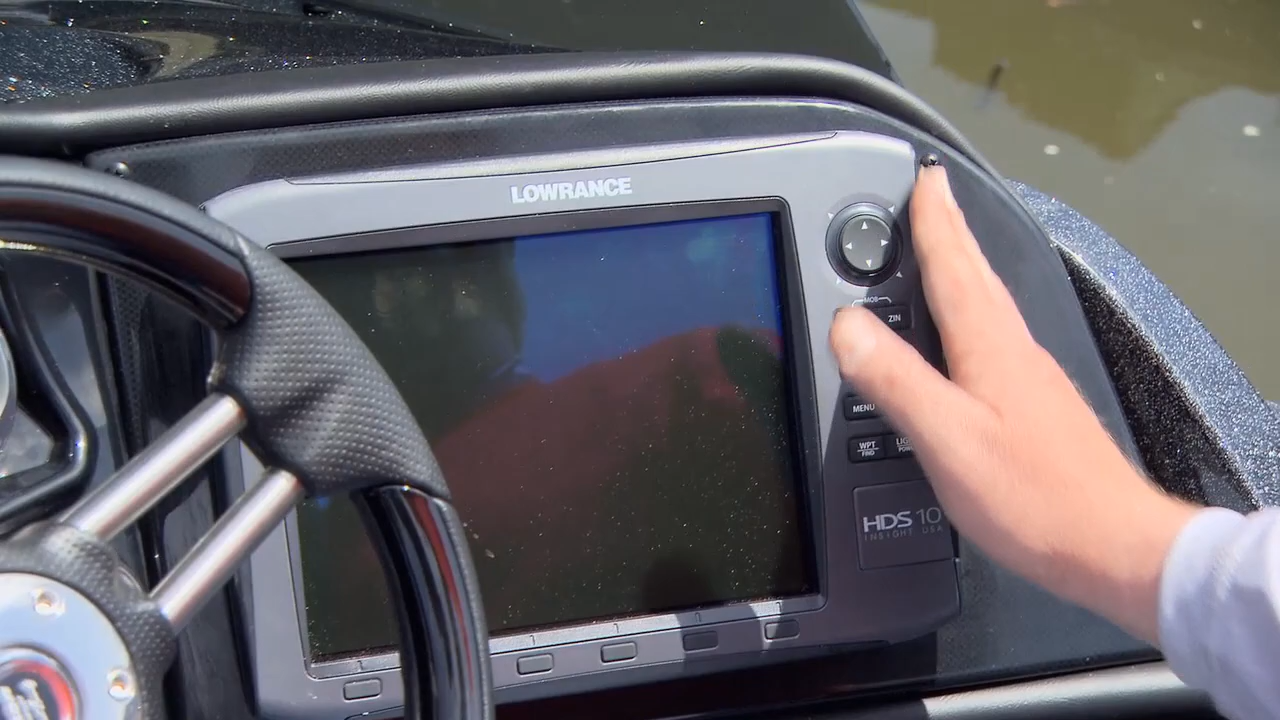 LOWRANCE
MOB
ZIN
MENU
WPT
FIND
HDS 10
INSIGHT USA